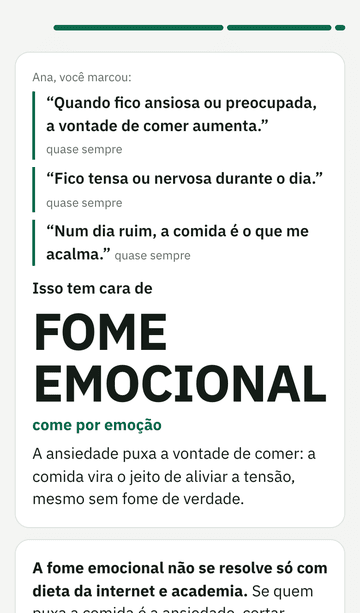 Ana, você marcou:
“Quando fico ansiosa ou preocupada,
a vontade de comer aumenta.”
quase sempre
“Fico tensa ou nervosa durante o dia.”
quase sempre
“Num dia ruim, a comida é o que me
acalma.” quase sempre
Isso tem cara de
FOME
EMOCIONAL
come por emoção
A ansiedade puxa a vontade de comer: a
comida vira o jeito de aliviar a tensão,
mesmo sem fome de verdade.
A fome emocional não se resolve só com
dieta da internet e academia. Se quem
puxa a comida é a ansiedade, cortar